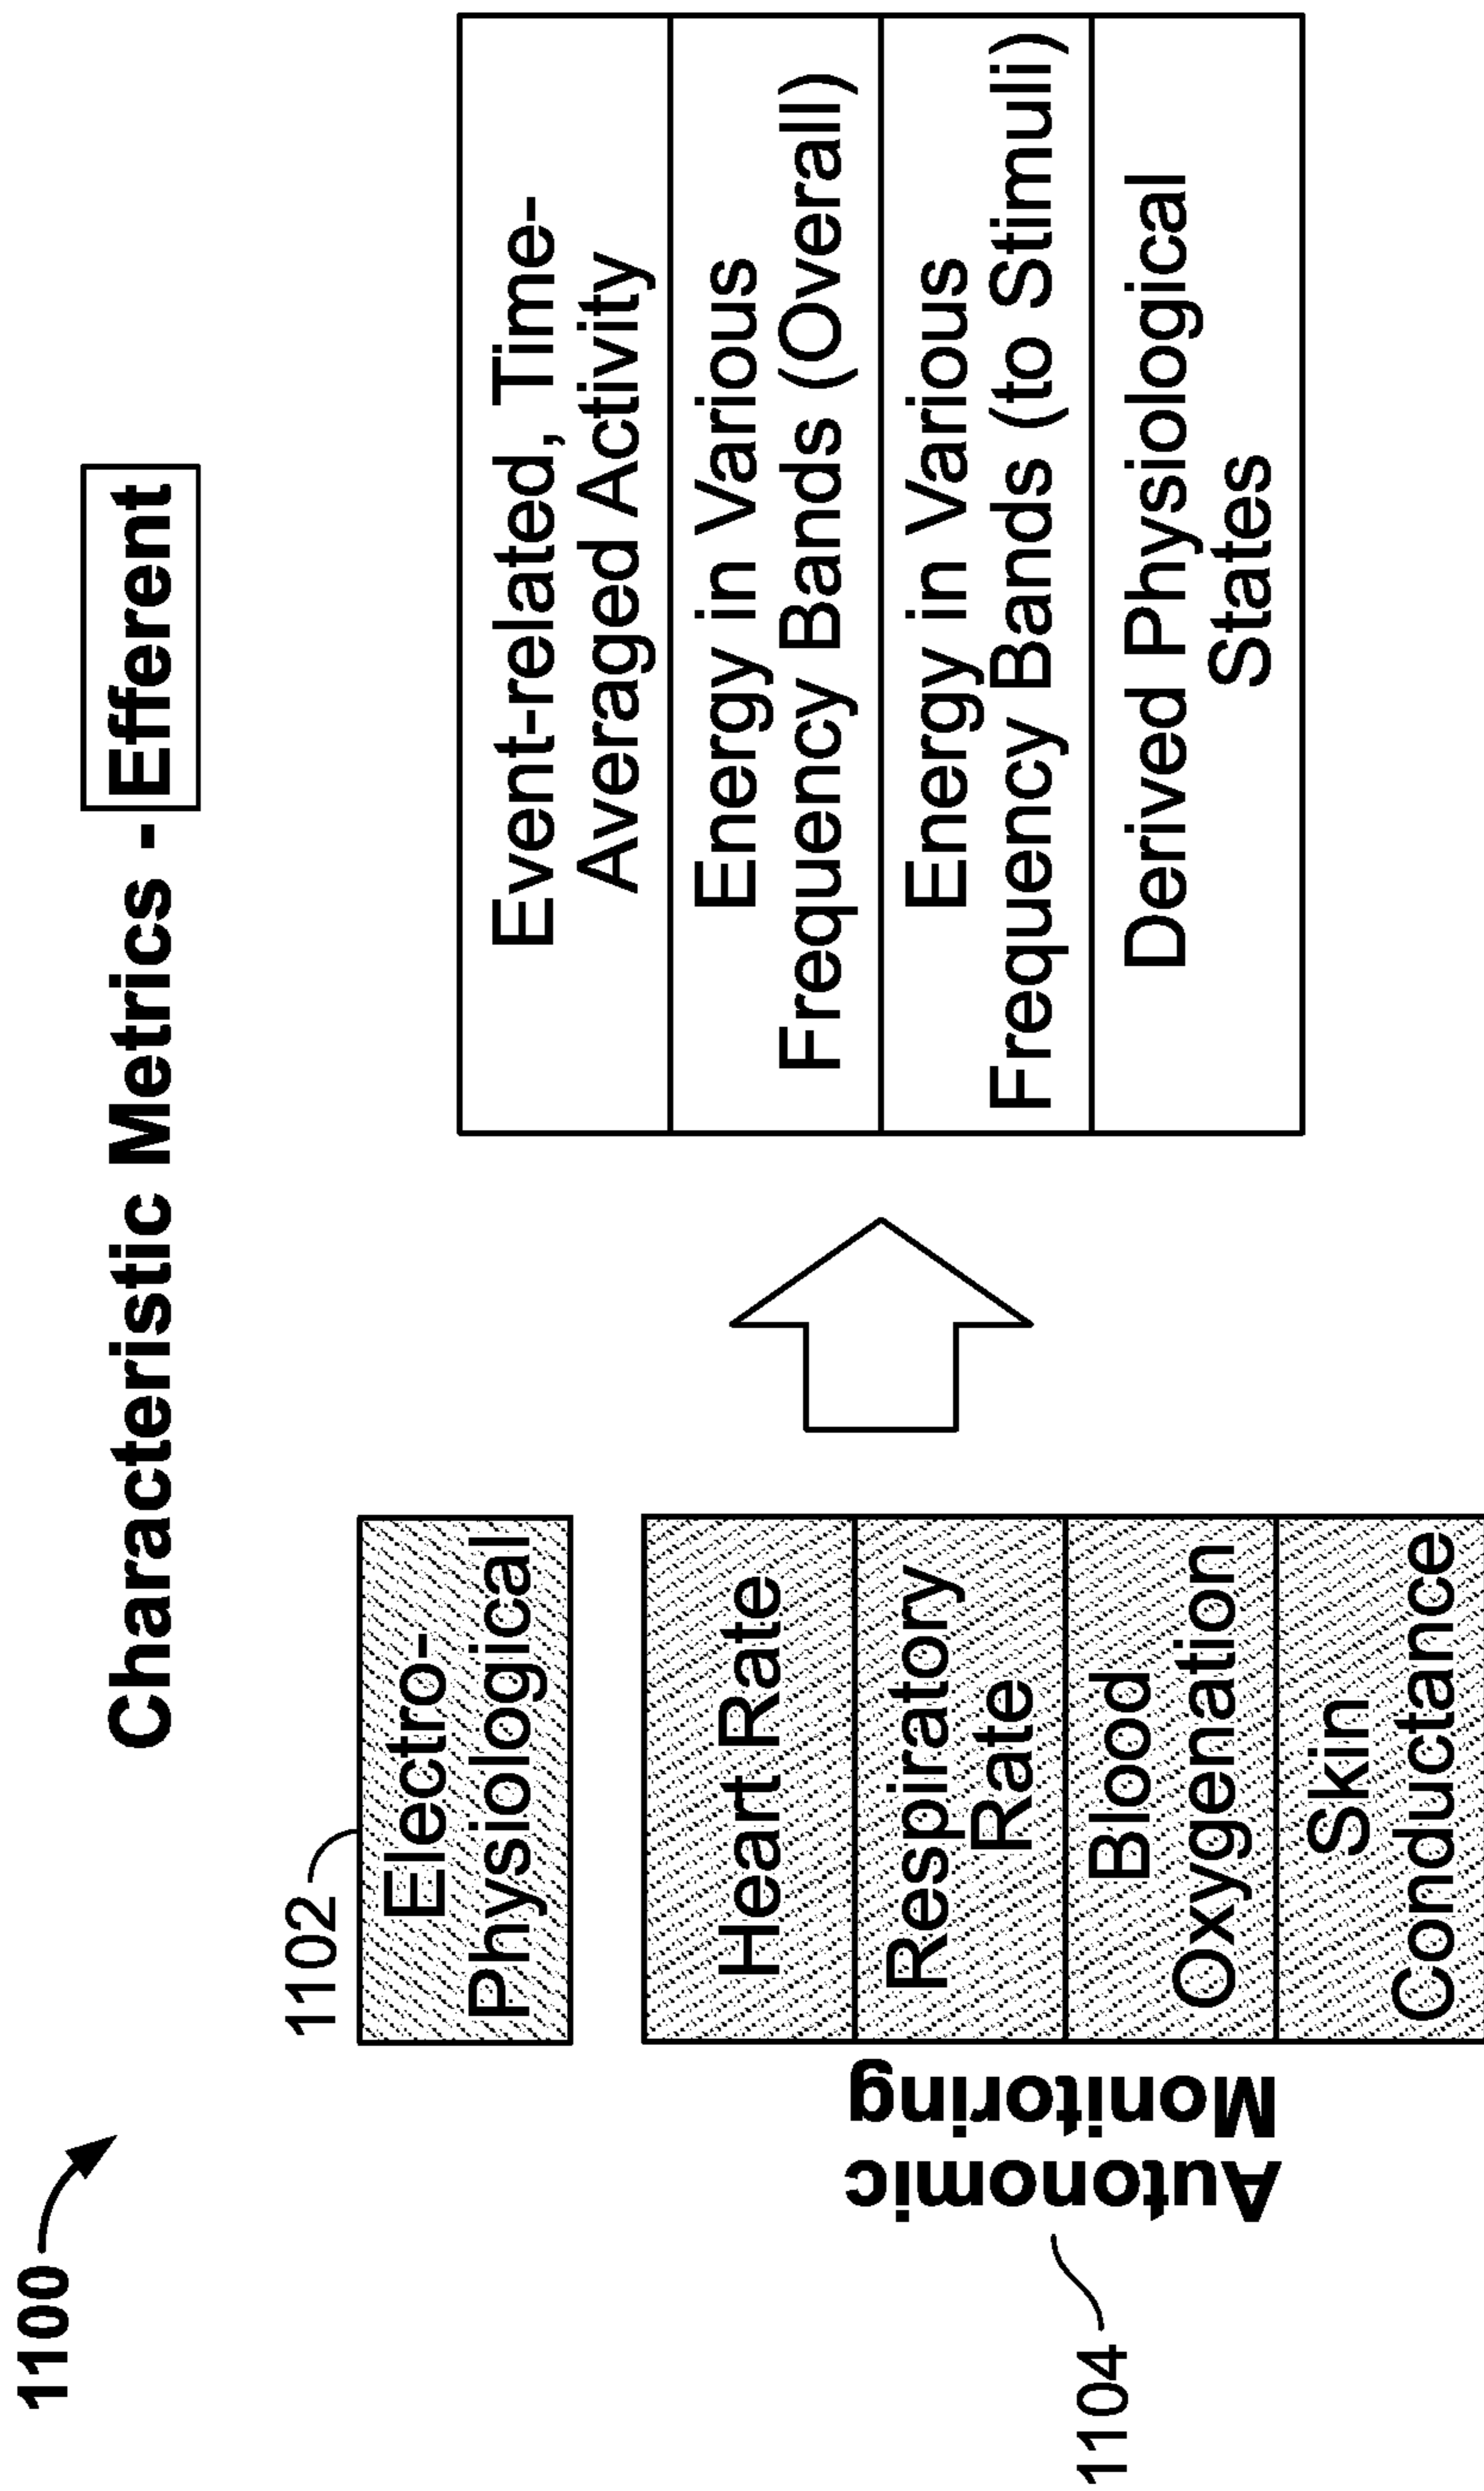 1100
Characteristic Metrics - Efferent
1102
Electro-
Physiological
1104
Autonomic
Monitoring
Heart Rate
Respiratory
Rate
Blood
Oxygenation
Skin
Conductance
Event-related, Time-
Averaged Activity
Energy in Various
Frequency Bands (Overall)
Energy in Various
Frequency Bands (to Stimuli)
Derived Physiological
States